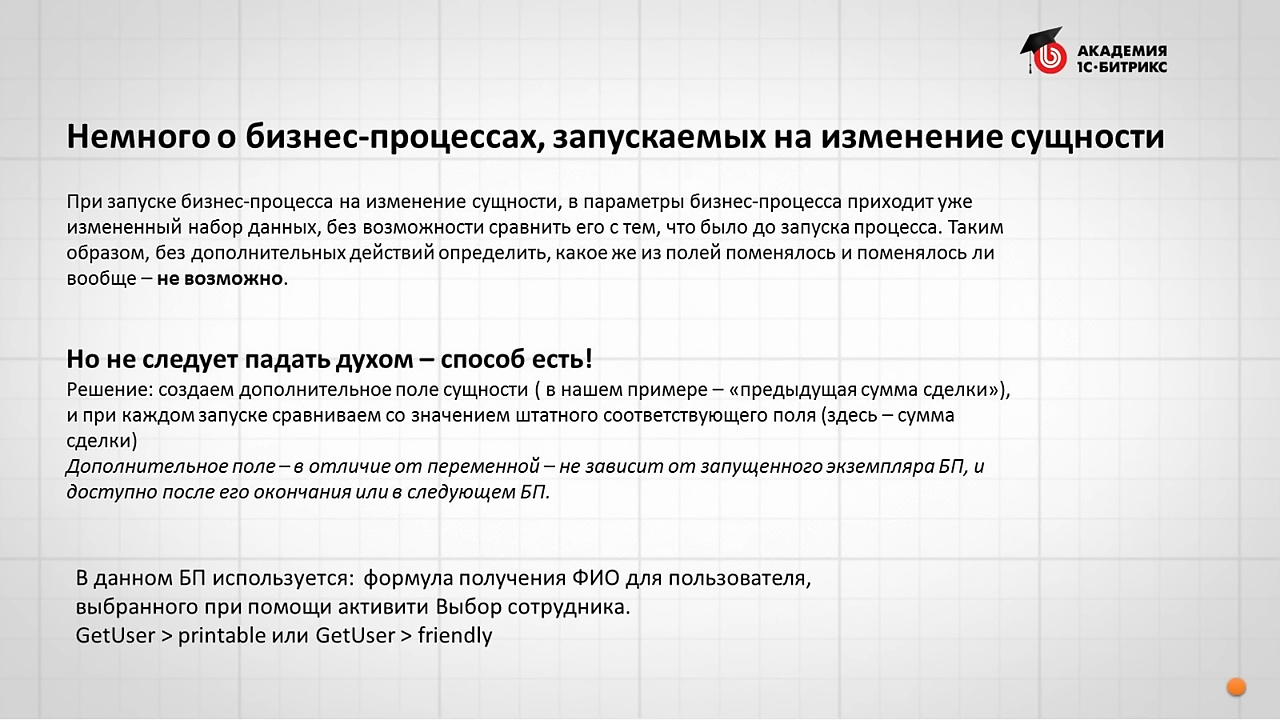 АКАДЕМИЯ
1С·БИТРИКС
Немного о бизнес-процессах, запускаемых на изменение сущности
При запуске бизнес-процесса на изменение сущности, в параметры бизнес-процесса приходит уже
измененный набор данных, без возможности сравнить его с тем, что было до запуска процесса. Таким
образом, без дополнительных действий определить, какое же из полей поменялось и поменялось ли
вообще – не возможно.
Но не следует падать духом – способ есть!
Решение: создаем дополнительное поле сущности ( в нашем примере – «предыдущая сумма сделки»),
и при каждом запуске сравниваем со значением штатного соответствующего поля (здесь – сумма
сделки)
Дополнительное поле – в отличие от переменной – не зависит от запущенного экземпляра БП, и
доступно после его окончания или в следующем БП.
В данном БП используется: формула получения ФИО для пользователя,
выбранного при помощи активити Выбор сотрудника.
GetUser > printable или GetUser > friendly